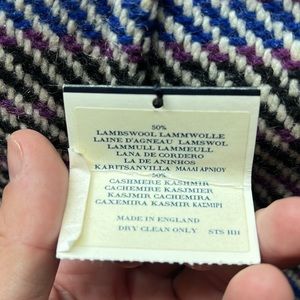 50%
LAMBSWOOL LAMMWOLLE
LAINE D'AGNEAU LAMSWOL
LAMMULL LAMMEULL
LANA DE CORDERO
LA DE ANINHOS
KARITSANVILLA ΜΑΛΛΙ ΑΡΝΙΟΥ
50%
CASHMERE KASHMIR
CACHEMIRE KASJMIER
KASJMIR CACHEMIRA
CAXEMIRA KASMIR ΚΑΣΜΙΡΙ
MADE IN ENGLAND
DRY CLEAN ONLY STS 1111